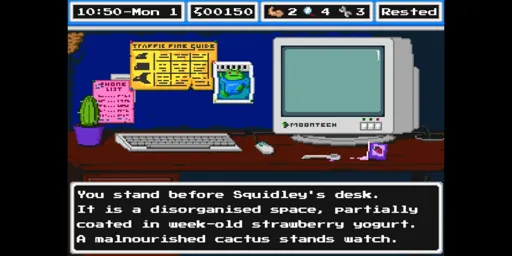 10:50-Mon 1
ζ00150
2 4 3
Rested
TRAFFIC FINE GUIDE
PHONE
LIST
MOONTECH
You stand before Squidley's desk.
It is a disorganised space, partially
coated in week-old strawberry yogurt.
A malnourished cactus stands watch.